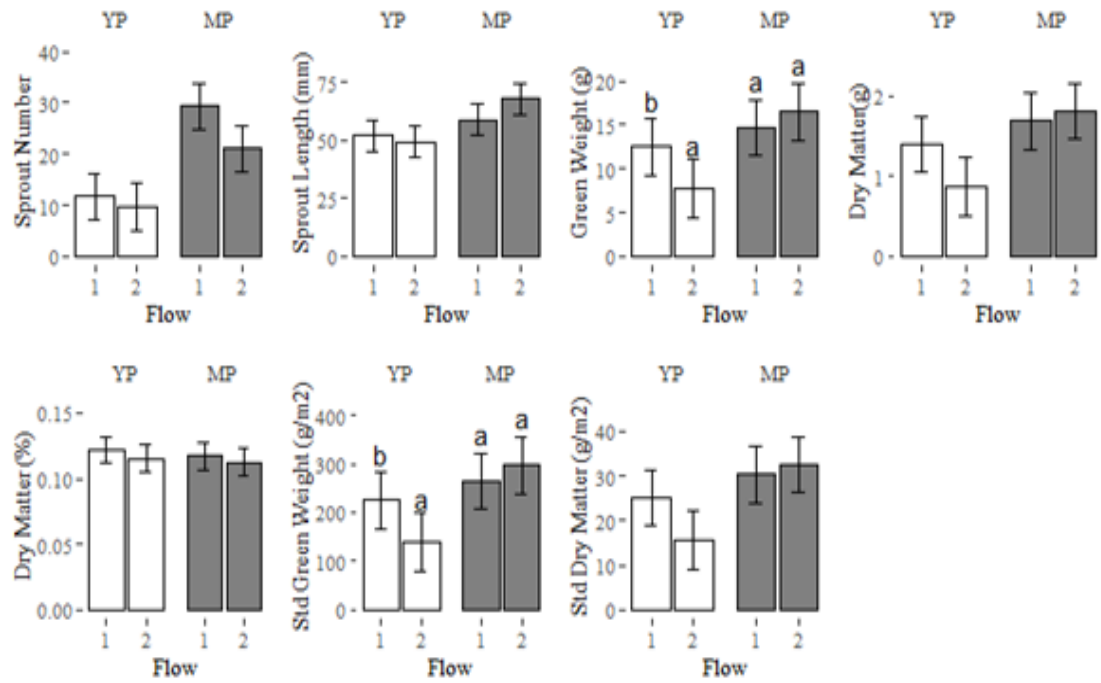 YP MP
40
30
20
10
0
Sprout Number
1 2 1 2
Flow
75
50
25
0
Sprout Length (mm)
1 2 1 2
Flow
YP MP
20
15
10
5
0
Green Weight (g)
b a a a
1 2 1 2
Flow
YP MP
2
1
0
Dry Matter(g)
1 2 1 2
Flow
YP MP
0.15
0.10
0.05
0.00
Dry Matter (%)
1 2 1 2
Flow
YP MP
400
300
200
100
0
Std Green Weight (g/m2)
b a a a
1 2 1 2
Flow
YP MP
40
30
20
10
0
Std Dry Matter (g/m2)
1 2 1 2
Flow
YP MP